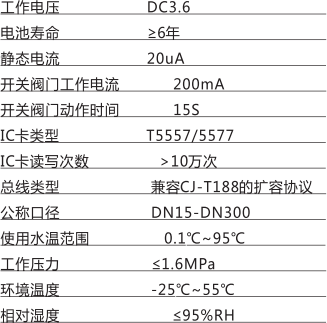 工作电压 DC3.6
电池寿命 ≥6年
静态电流 20uA
开关阀门工作电流 200mA
开关阀门动作时间 15S
IC卡类型 T5557/5577
IC卡读写次数 >10万次
总线类型 兼容CJ-T188的扩容协议
公称口径 DN15-DN300
使用水温范围 0.1℃~95℃
工作压力 ≤1.6MPa
环境温度 -25℃~55℃
相对湿度 ≤95%RH